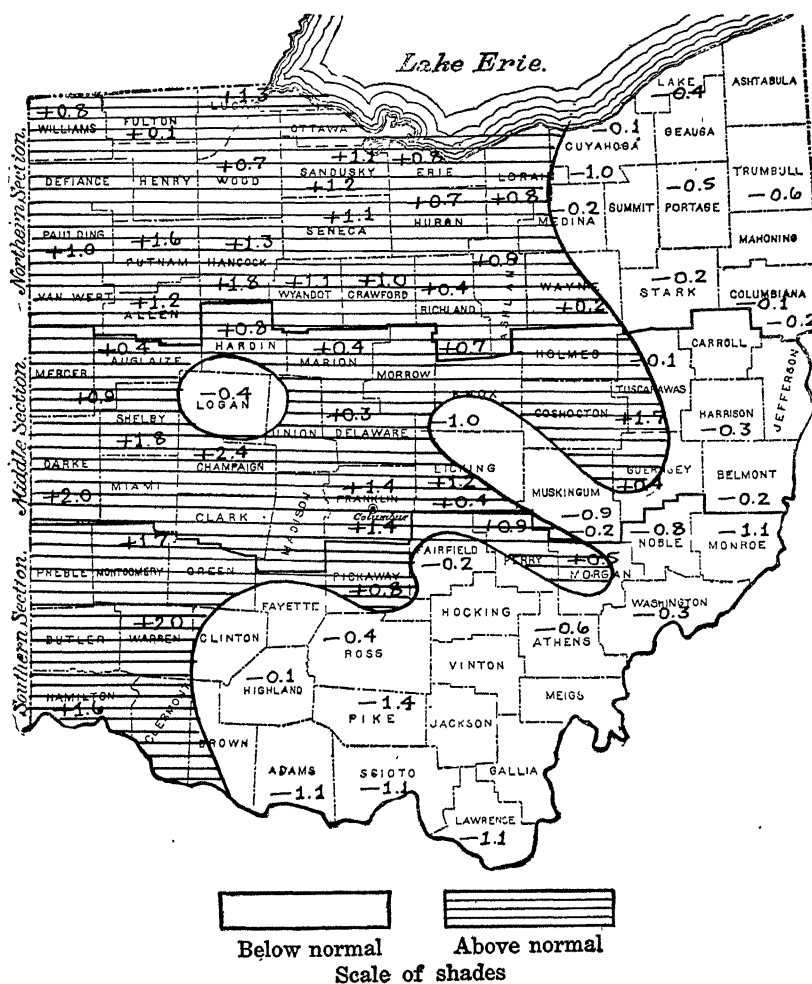 Lake Erie.
LAKE
-0.4
ASHTABULA
+0.8
WILLIAMS
FULTON
+0.1
+1.3
OTTAWA
-0.1
CUYAHOGA
GEAUGA
DEFIANCE
HENRY
+0.7
WOOD
+1.1
SANDUSKY
+1.2
+0.8
ERIE
LORAIN
+0.8
-1.0
TRUMBULL
-0.6
-0.5
PORTAGE
SUMMIT
-0.2
MEDINA
+0.7
HURON
+1.1
SENECA
MAHONING
PAULDING
+1.0
+1.6
PUTNAM
+1.3
HANCOCK
Northern Section.
VAN WERT
+1.2
ALLEN
+1.8
+1.1
WYANDOT
+1.0
CRAWFORD
+0.4
RICHLAND
ASHLAND
WAYNE
+0.2
-0.2
STARK
COLUMBIANA
-0.1
-0.2
+0.8
HARDIN
+0.4
AUGLAIZE
MERCER
+0.4
MARION
MORROW
+0.7
HOLMES
-0.1
CARROLL
TUSCARAWAS
JEFFERSON
+0.9
-0.4
LOGAN
KNOX
-1.0
COSHOCTON
+1.7
HARRISON
-0.3
SHELBY
+1.8
UNION
+0.3
DELAWARE
Middle Section.
DARKE
+2.0
MIAMI
+2.4
CHAMPAIGN
CLARK
MADISON
+1.4
FRANKLIN
Columbus
+1.4
LICKING
+1.2
+0.4
MUSKINGUM
-0.9
-0.2
GUERNSEY
+0.4
BELMONT
-0.2
-0.8
NOBLE
-1.1
MONROE
+0.9
PERRY
+0.5
MORGAN
FAIRFIELD
-0.2
+1.7
PREBLE
MONTGOMERY
GREEN
PICKAWAY
+0.8
FAYETTE
Southern Section.
BUTLER
+2.0
WARREN
CLINTON
-0.4
ROSS
HOCKING
-0.6
ATHENS
WASHINGTON
-0.3
VINTON
MEIGS
HAMILTON
+1.6
CLERMONT
-0.1
HIGHLAND
-1.4
PIKE
JACKSON
BROWN
ADAMS
-1.1
SCIOTO
-1.1
GALLIA
LAWRENCE
-1.1
Below normal
Above normal
Scale of shades